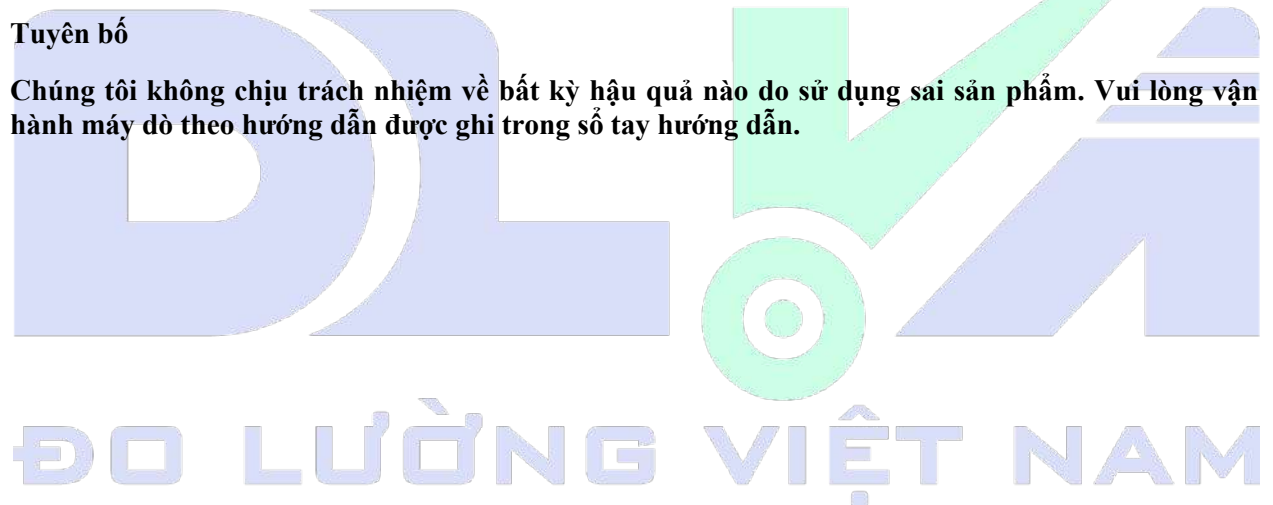 Tuyên bố
Chúng tôi không chịu trách nhiệm về bất kỳ hậu quả nào do sử dụng sai sản phẩm. Vui lòng vận
hành máy dò theo hướng dẫn được ghi trong sổ tay hướng dẫn.
ĐO LƯỜNG VIỆT NAM